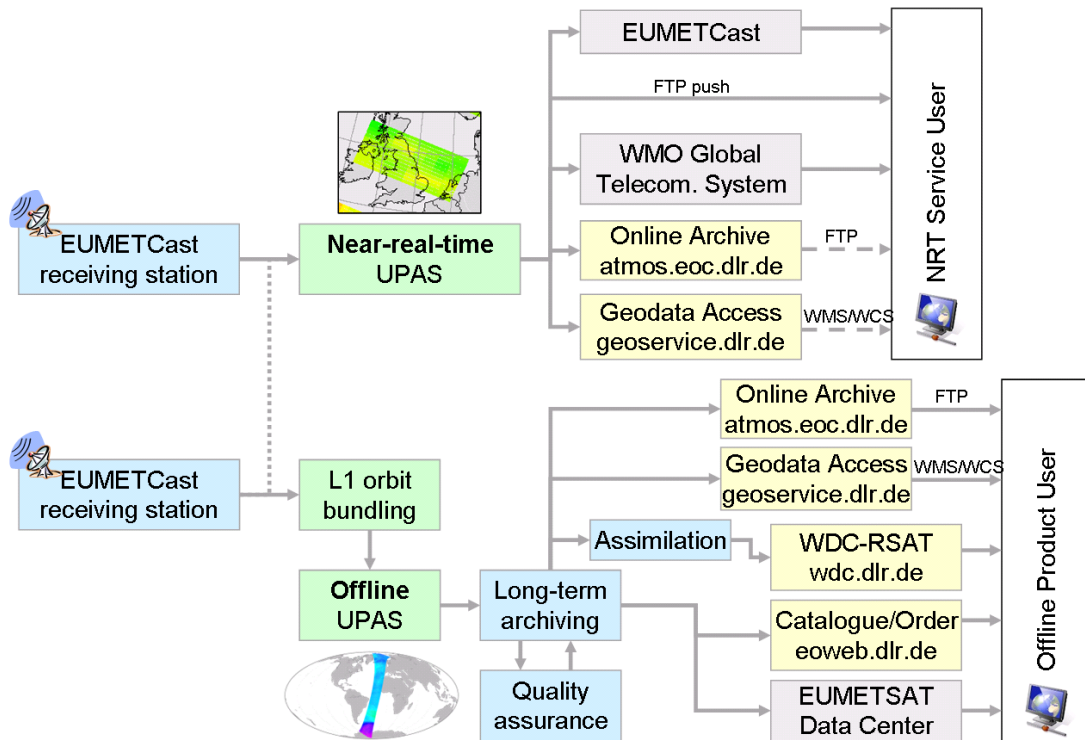 EUMETCast
FTP push
WMO Global
Telecom. System
EUMETCast
receiving station
Near-real-time
UPAS
Online Archive
atmos.eoc.dlr.de
FTP
Geodata Access
geoservice.dlr.de
WMS/WCS
NRT Service User
EUMETCast
receiving station
L1 orbit
bundling
Offline
UPAS
Long-term
archiving
Quality
assurance
Online Archive
atmos.eoc.dlr.de
FTP
Geodata Access
geoservice.dlr.de
WMS/WCS
Assimilation
WDC-RSAT
wdc.dlr.de
Catalogue/Order
eoweb.dlr.de
EUMETSAT
Data Center
Offline Product User